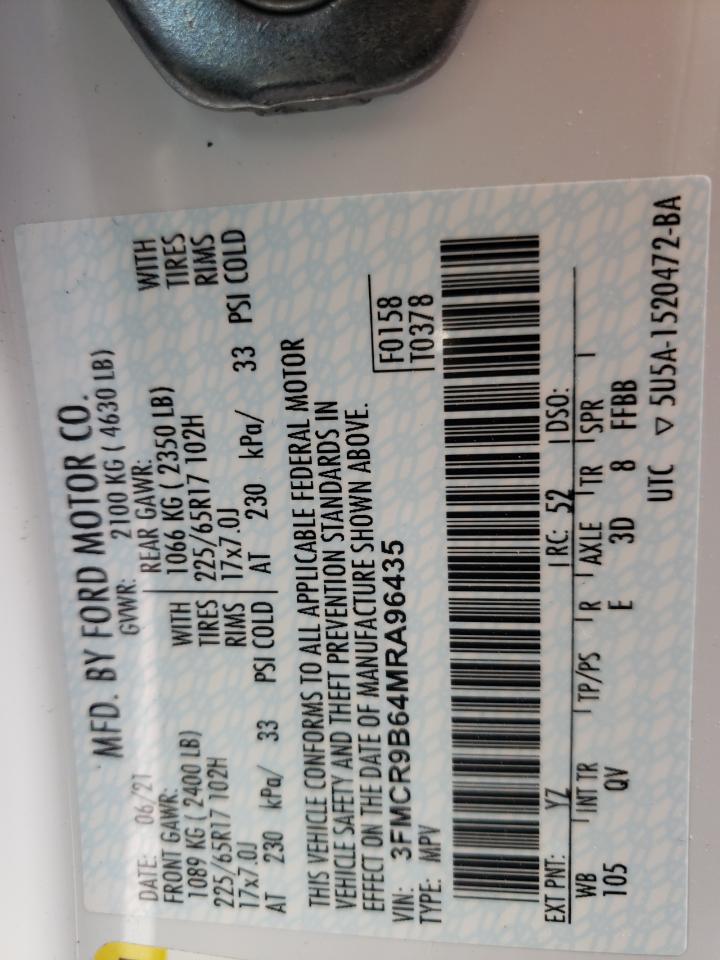 MFD. BY FORD MOTOR CO.
DATE: 06/21 GVWR: 2100 KG ( 4630 LB)
FRONT GAWR: REAR GAWR:
1089 KG ( 2400 LB) WITH 1066 KG ( 2350 LB) WITH
225/65R17 102H TIRES 225/65R17 102H TIRES
17x7.0J RIMS 17x7.0J RIMS
AT 230 kPa/ 33 PSI COLD AT 230 kPa/ 33 PSI COLD
THIS VEHICLE CONFORMS TO ALL APPLICABLE FEDERAL MOTOR
VEHICLE SAFETY AND THEFT PREVENTION STANDARDS IN
EFFECT ON THE DATE OF MANUFACTURE SHOWN ABOVE.
VIN: 3FMCR9B64MRA96435 F0158
TYPE: MPV T0378
EXT PNT: YZ RC: 52 DSO:
WB INT TR TP/PS R AXLE TR SPR
105 QV E 3D 8 FFBB
UTC ▽ 5U5A-1520472-BA